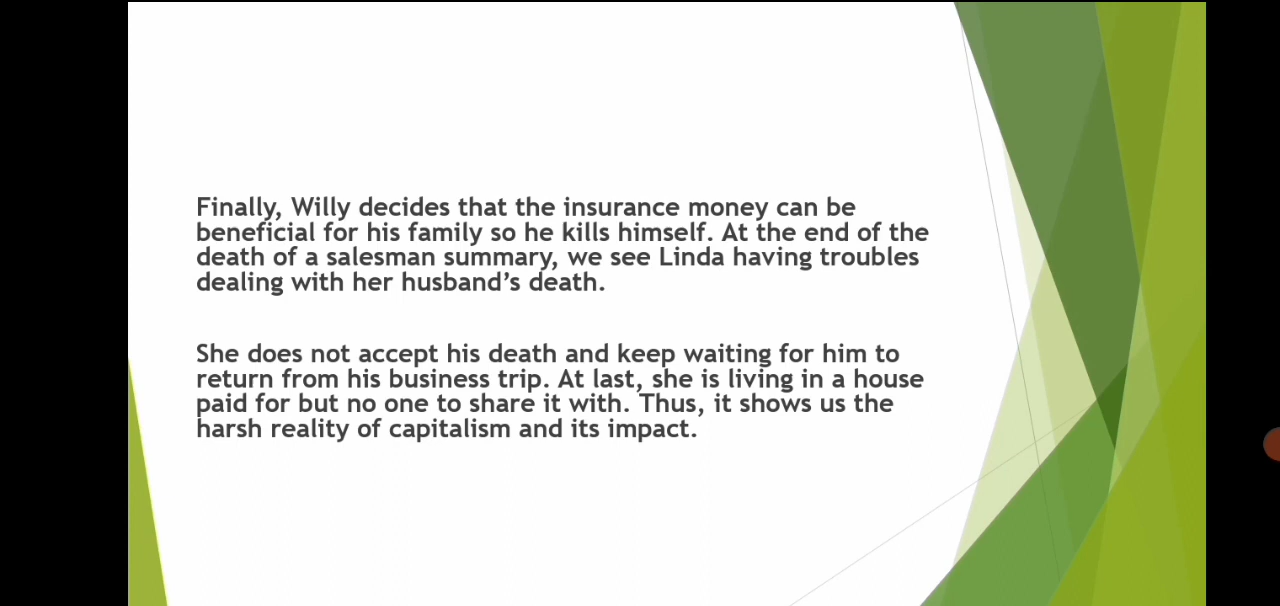 Finally, Willy decides that the insurance money can be
beneficial for his family so he kills himself. At the end of the
death of a salesman summary, we see Linda having troubles
dealing with her husband’s death.
She does not accept his death and keep waiting for him to
return from his business trip. At last, she is living in a house
paid for but no one to share it with. Thus, it shows us the
harsh reality of capitalism and its impact.